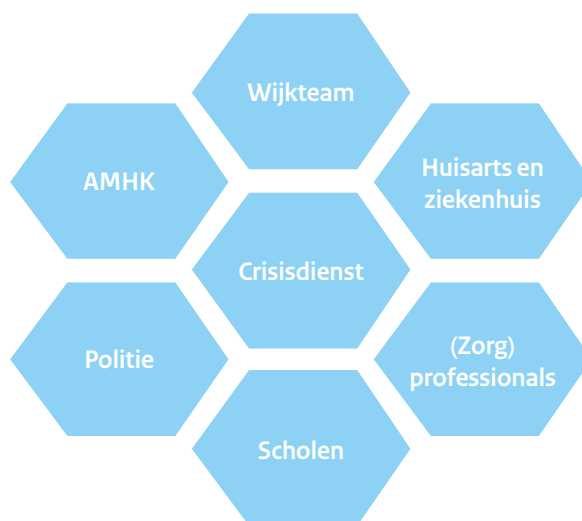 Wijkteam
AMHK
Huisarts en
ziekenhuis
Crisisdienst
Politie
(Zorg)
professionals
Scholen